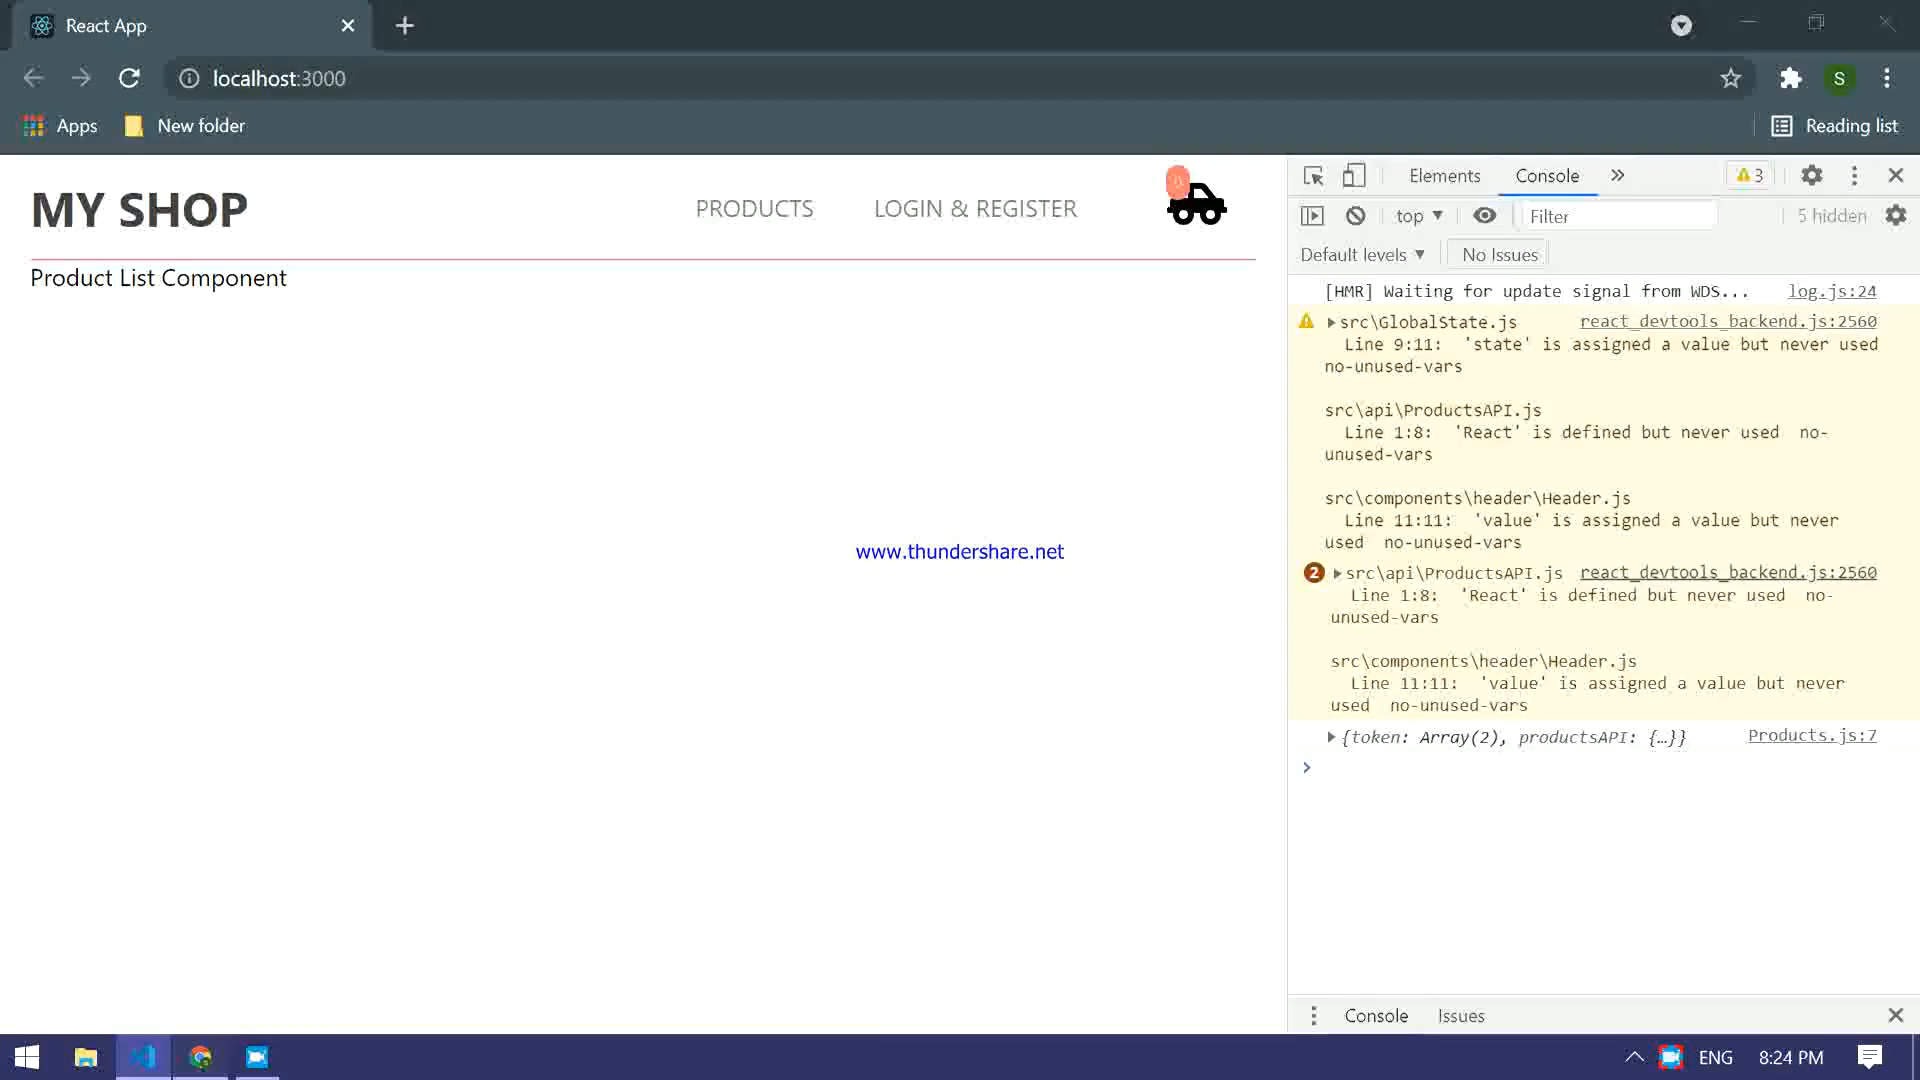 React App
localhost:3000
S
Apps
New folder
Reading list
MY SHOP
PRODUCTS
LOGIN & REGISTER
0
Product List Component
www.thundershare.net
Elements
Console
3
top
Filter
5 hidden
Default levels
No Issues
[HMR] Waiting for update signal from WDS... log.js:24
src\GlobalState.js react_devtools_backend.js:2560
Line 9:11: 'state' is assigned a value but never used
no-unused-vars
src\api\ProductsAPI.js
Line 1:8: 'React' is defined but never used no-
unused-vars
src\components\header\Header.js
Line 11:11: 'value' is assigned a value but never
used no-unused-vars
2 src\api\ProductsAPI.js react_devtools_backend.js:2560
Line 1:8: 'React' is defined but never used no-
unused-vars
src\components\header\Header.js
Line 11:11: 'value' is assigned a value but never
used no-unused-vars
{token: Array(2), productsAPI: {…}} Products.js:7
Console
Issues
ENG
8:24 PM